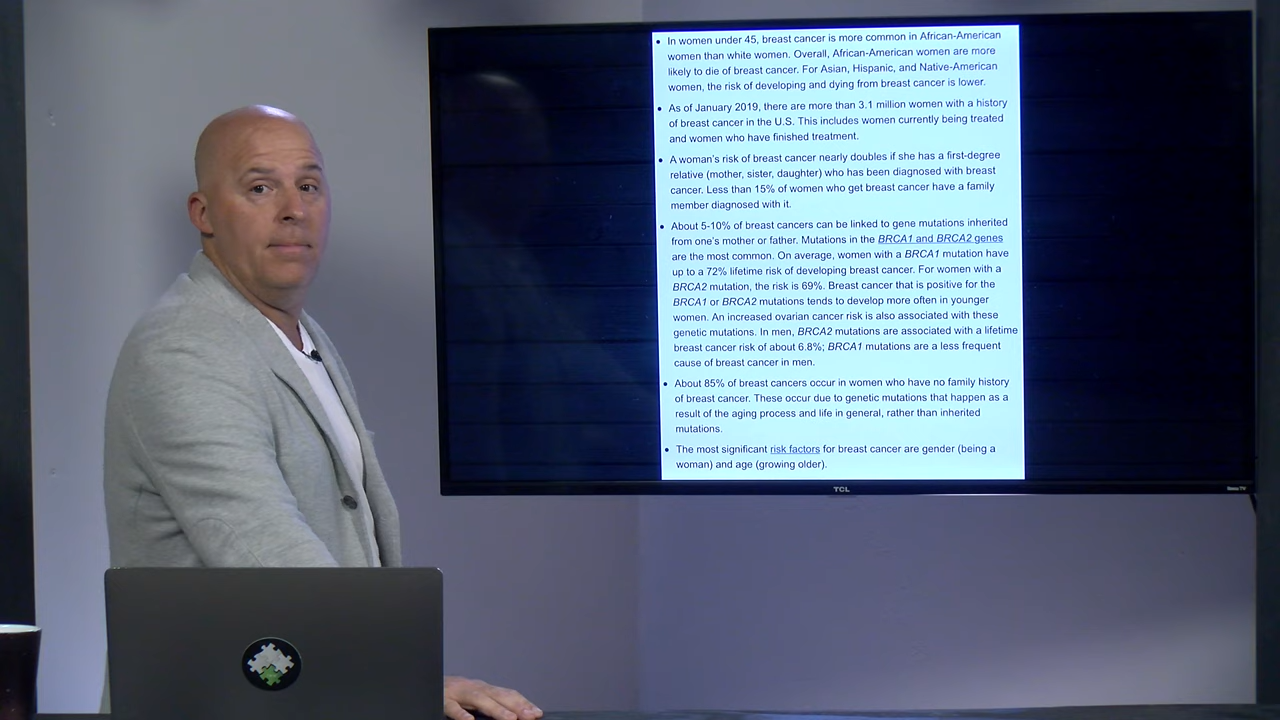 In women under 45, breast cancer is more common in African-American
women than white women. Overall, African-American women are more
likely to die of breast cancer. For Asian, Hispanic, and Native-American
women, the risk of developing and dying from breast cancer is lower.
As of January 2019, there are more than 3.1 million women with a history
of breast cancer in the U.S. This includes women currently being treated
and women who have finished treatment.
A woman's risk of breast cancer nearly doubles if she has a first-degree
relative (mother, sister, daughter) who has been diagnosed with breast
cancer. Less than 15% of women who get breast cancer have a family
member diagnosed with it.
About 5-10% of breast cancers can be linked to gene mutations inherited
from one's mother or father. Mutations in the BRCA1 and BRCA2 genes
are the most common. On average, women with a BRCA1 mutation have
up to a 72% lifetime risk of developing breast cancer. For women with a
BRCA2 mutation, the risk is 69%. Breast cancer that is positive for the
BRCA1 or BRCA2 mutations tends to develop more often in younger
women. An increased ovarian cancer risk is also associated with these
genetic mutations. In men, BRCA2 mutations are associated with a lifetime
breast cancer risk of about 6.8%; BRCA1 mutations are a less frequent
cause of breast cancer in men.
About 85% of breast cancers occur in women who have no family history
of breast cancer. These occur due to genetic mutations that happen as a
result of the aging process and life in general, rather than inherited
mutations.
The most significant risk factors for breast cancer are gender (being a
woman) and age (growing older).
TCL
Roku TV